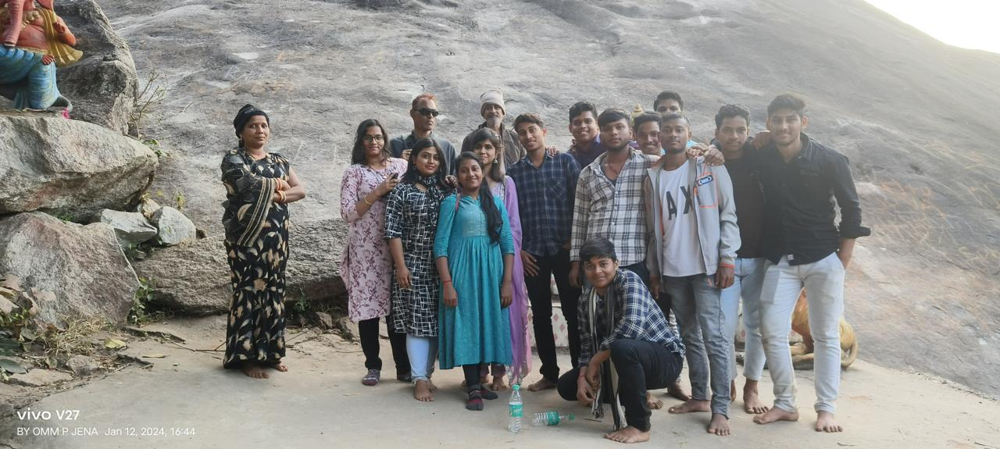 AX
vivo V27
BY OMM P JENA Jan 12, 2024, 16:44